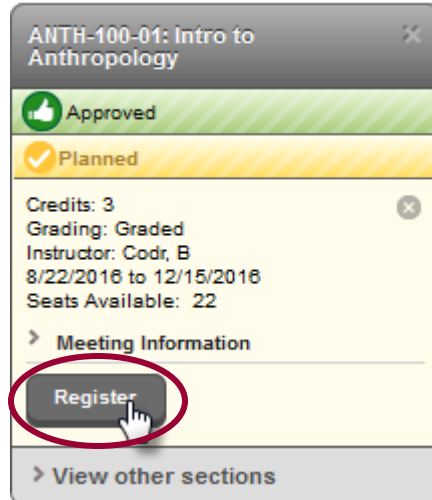 ANTH-100-01: Intro to
Anthropology
Approved
Planned
Credits: 3
Grading: Graded
Instructor: Codr, B
8/22/2016 to 12/15/2016
Seats Available: 22
Meeting Information
Register
View other sections